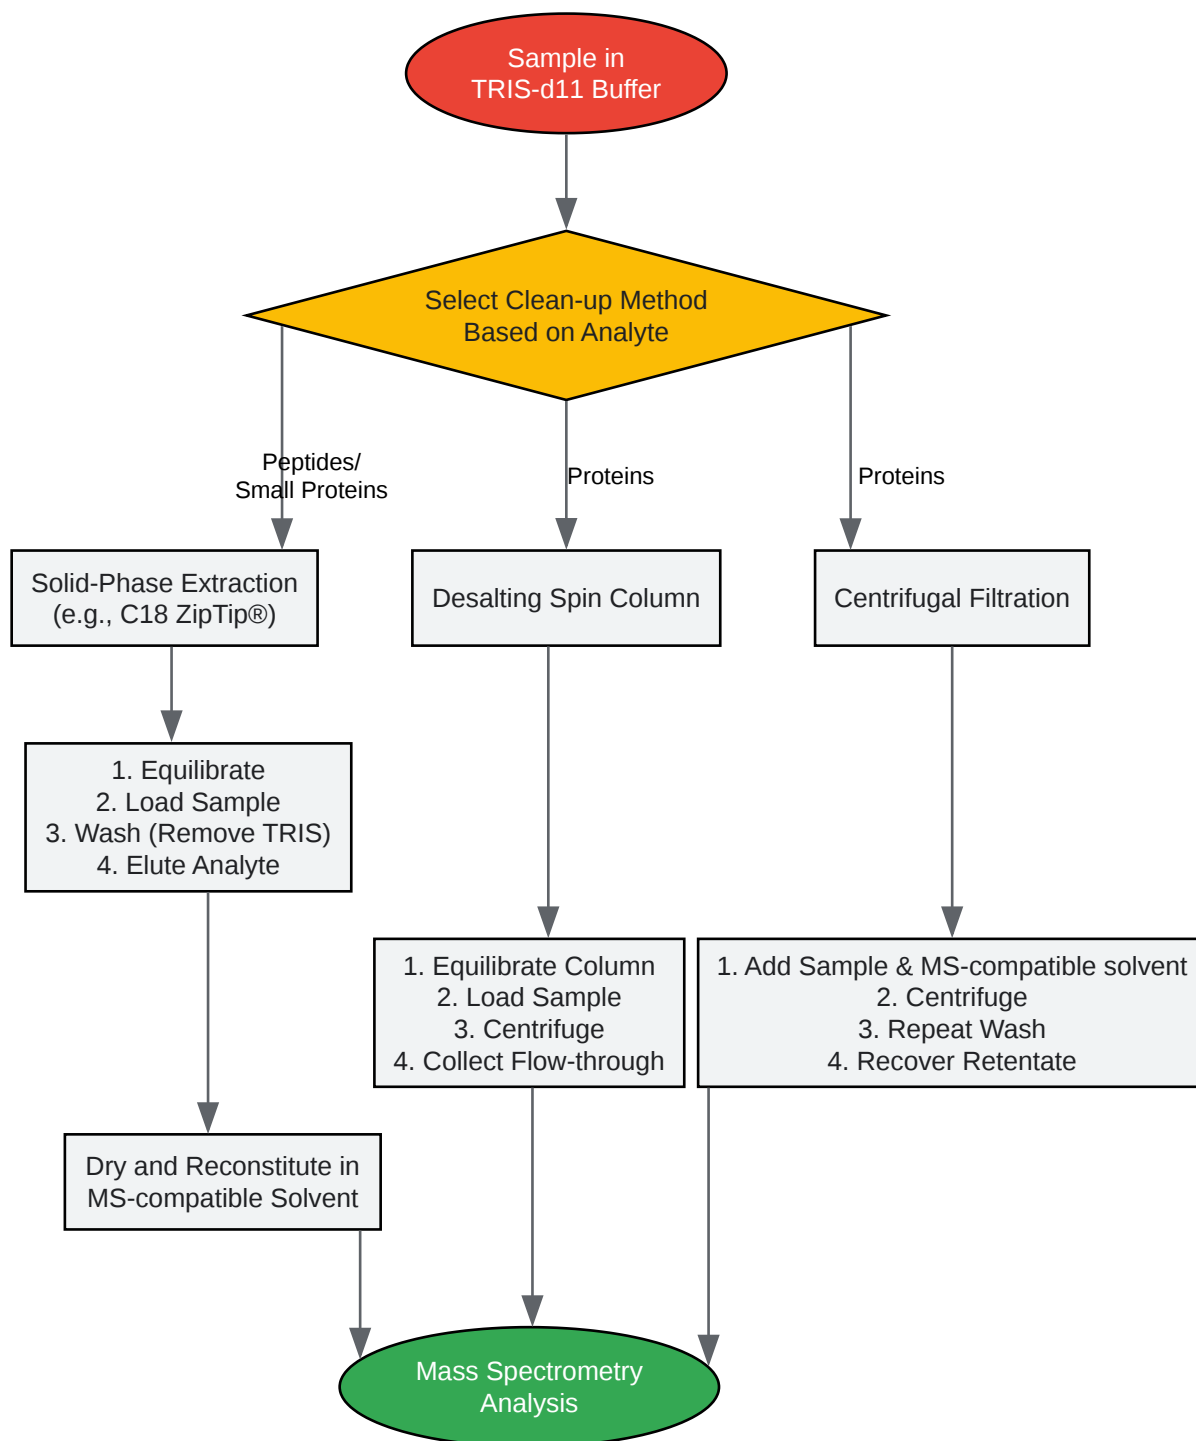 Sample in
TRIS-d11 Buffer
Select Clean-up Method
Based on Analyte
Peptides/
Small Proteins
Proteins
Proteins
Solid-Phase Extraction
(e.g., C18 ZipTip®)
Desalting Spin Column
Centrifugal Filtration
1. Equilibrate
2. Load Sample
3. Wash (Remove TRIS)
4. Elute Analyte
1. Equilibrate Column
2. Load Sample
3. Centrifuge
4. Collect Flow-through
1. Add Sample & MS-compatible solvent
2. Centrifuge
3. Repeat Wash
4. Recover Retentate
Dry and Reconstitute in
MS-compatible Solvent
Mass Spectrometry
Analysis